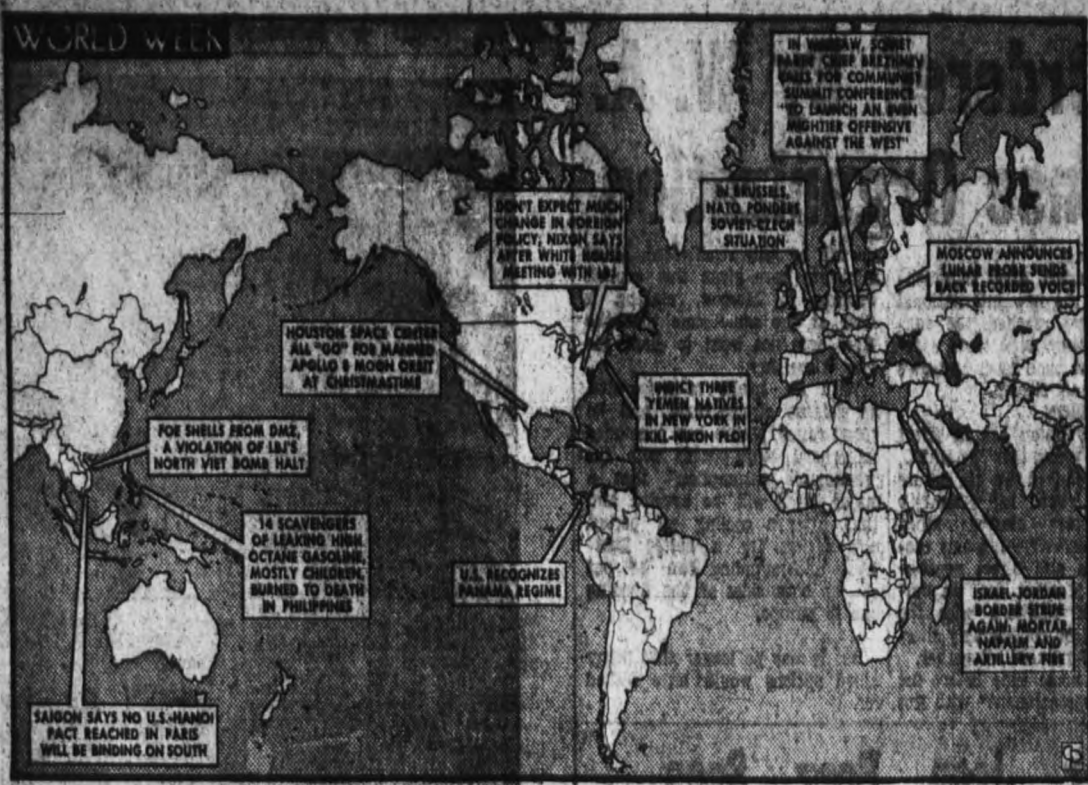 WORLD WEEK
IN WARSAW, SOVIET
PARTY CHIEF BREZHNEV
CALLS FOR COMMUNIST
SUMMIT CONFERENCE
"TO LAUNCH AN EVEN
MIGHTIER OFFENSIVE
AGAINST THE WEST"
DON'T EXPECT MUCH
CHANGE IN FOREIGN
POLICY, NIXON SAYS
AFTER WHITE HOUSE
MEETING WITH LBJ
IN BRUSSELS,
NATO PONDERS
SOVIET-CZECH
SITUATION
MOSCOW ANNOUNCES
LUNAR PROBE SENDS
BACK RECORDED VOICE
HOUSTON SPACE CENTER
ALL "GO" FOR MANNED
APOLLO 8 MOON ORBIT
AT CHRISTMASTIME
INDICT THREE
YEMEN NATIVES
IN NEW YORK IN
KILL-NIXON PLOT
FOE SHELLS FROM DMZ,
A VIOLATION OF LBJ'S
NORTH VIET BOMB HALT
14 SCAVENGERS
OF LEAKING HIGH
OCTANE GASOLINE,
MOSTLY CHILDREN,
BURNED TO DEATH
IN PHILIPPINES
U.S. RECOGNIZES
PANAMA REGIME
ISRAEL-JORDAN
BORDER STRIFE
AGAIN: MORTAR,
NAPALM AND
ARTILLERY FIRE
SAIGON SAYS NO U.S.-HANOI
PACT REACHED IN PARIS
WILL BE BINDING ON SOUTH